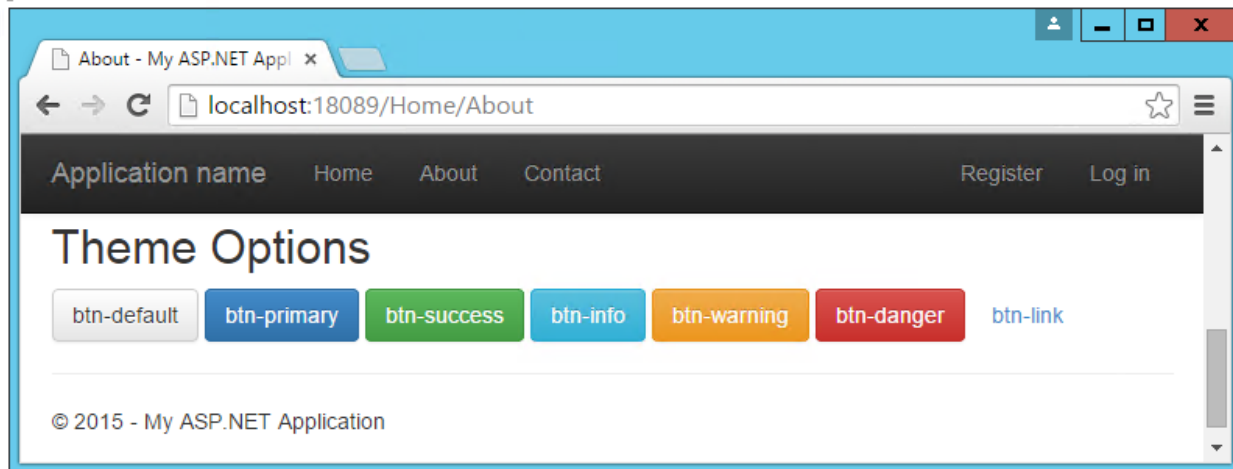 About - My ASP.NET Appl
localhost:18089/Home/About
Application name Home About Contact Register Log in
Theme Options
btn-default btn-primary btn-success btn-info btn-warning btn-danger btn-link
© 2015 - My ASP.NET Application